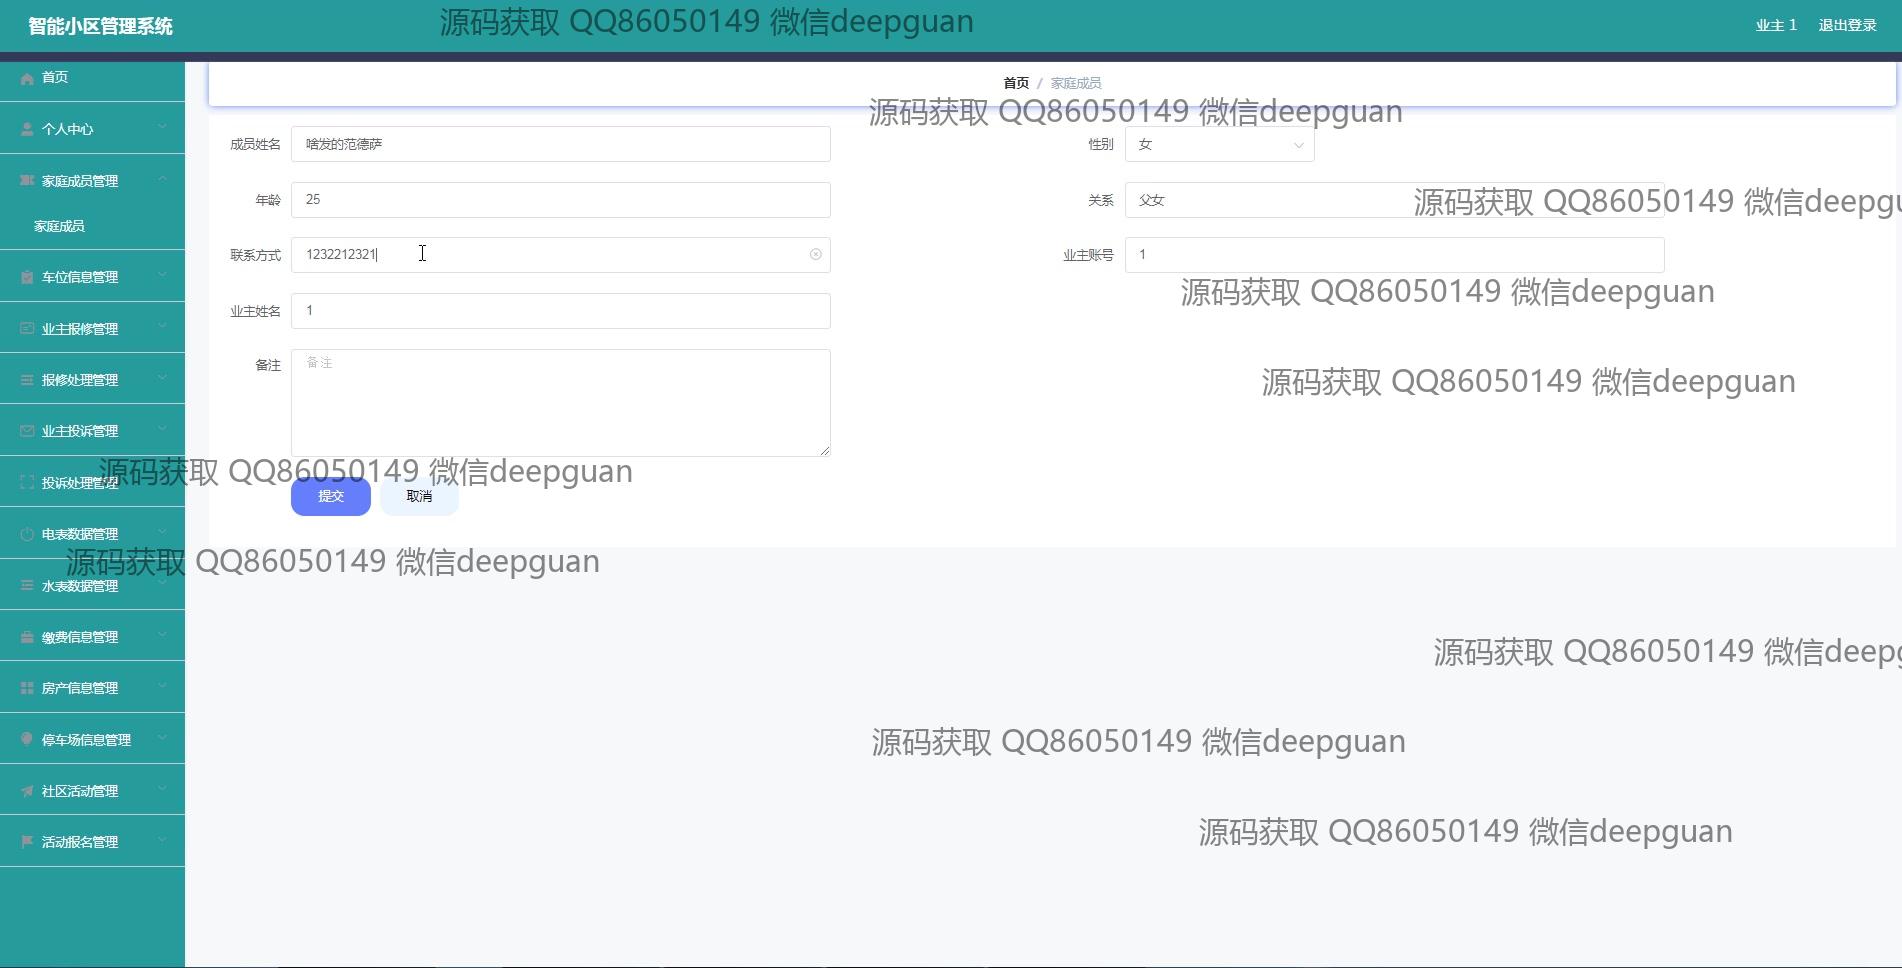 智能小区管理系统
源码获取 QQ86050149 微信deepguan
业主 1 退出登录
首页
个人中心
家庭成员管理
家庭成员
车位信息管理
业主报修管理
报修处理管理
业主投诉管理
投诉处理管理
电表数据管理
水表数据管理
缴费信息管理
房产信息管理
停车场信息管理
社区活动管理
活动报名管理
首页 / 家庭成员
源码获取 QQ86050149 微信deepguan
成员姓名 啥发的范德萨
性别 女
年龄 25
关系 父女
源码获取 QQ86050149 微信deepgu
联系方式 1232212321
业主账号 1
源码获取 QQ86050149 微信deepguan
业主姓名 1
备注 备注
源码获取 QQ86050149 微信deepguan
源码获取 QQ86050149 微信deepguan
提交 取消
源码获取 QQ86050149 微信deepguan
源码获取 QQ86050149 微信deep
源码获取 QQ86050149 微信deepguan
源码获取 QQ86050149 微信deepguan